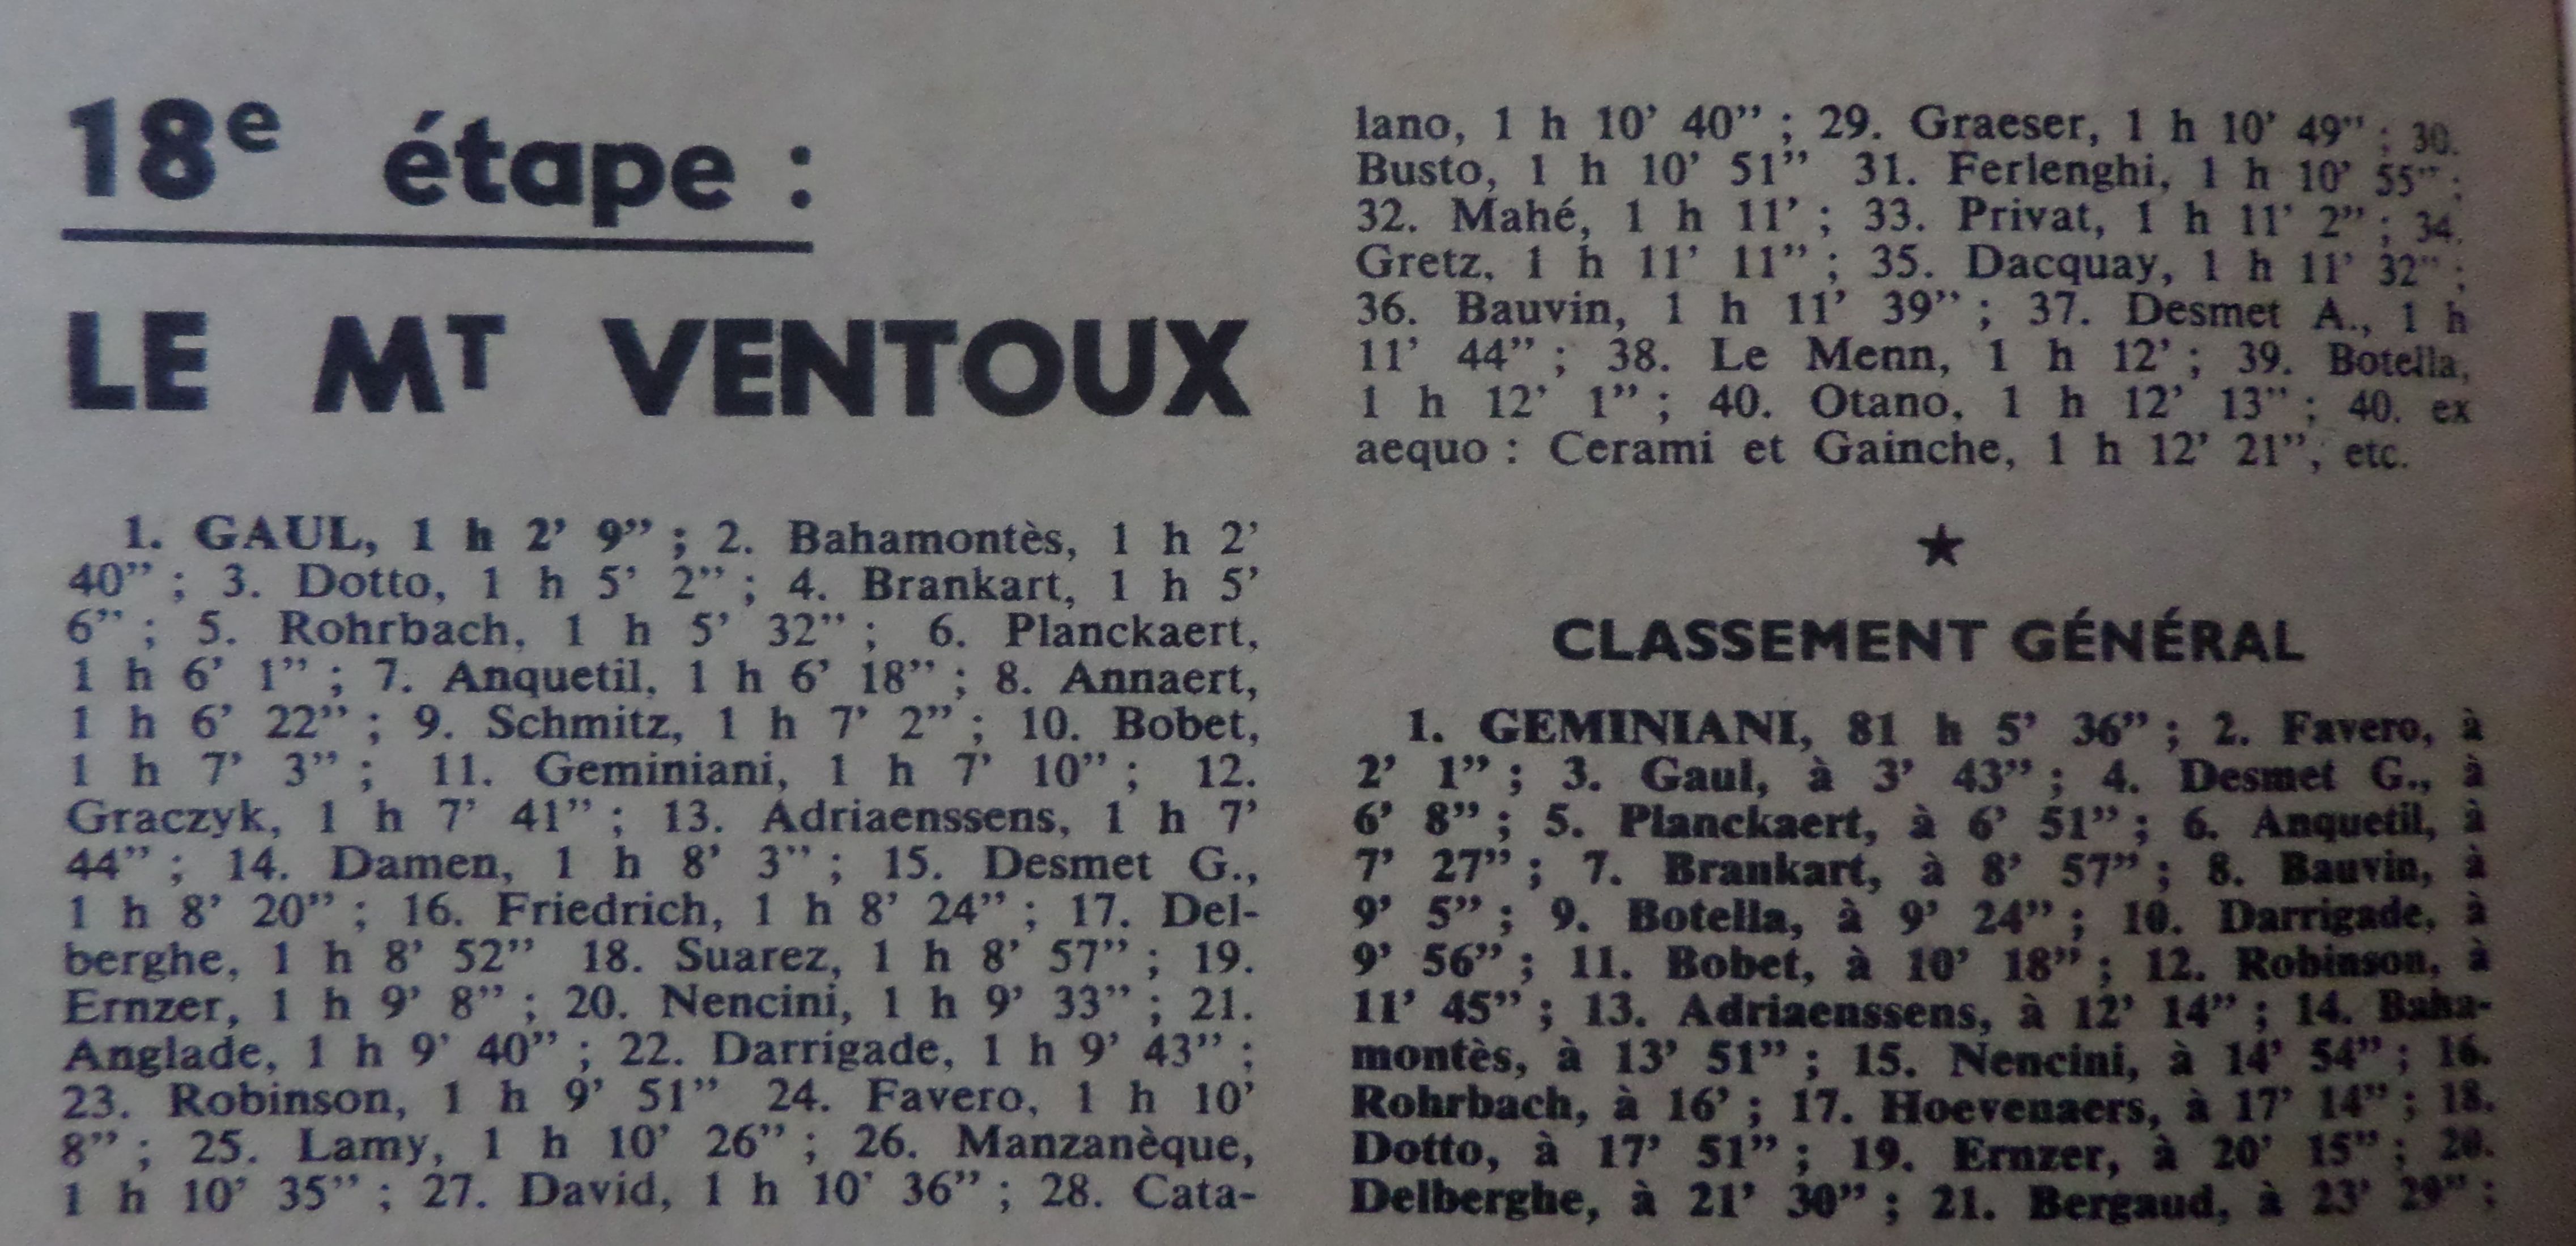 18e étape :
LE MT VENTOUX
1. GAUL, 1 h 2' 9" ; 2. Bahamontès, 1 h 2'
40" ; 3. Dotto, 1 h 5' 2" ; 4. Brankart, 1 h 5'
6" ; 5. Rohrbach, 1 h 5' 32" ; 6. Planckaert,
1 h 6' 1" ; 7. Anquetil, 1 h 6' 18" ; 8. Annaert,
1 h 6' 22" ; 9. Schmitz, 1 h 7' 2" ; 10. Bobet,
1 h 7' 3" ; 11. Geminiani, 1 h 7' 10" ; 12.
Graczyk, 1 h 7' 41" ; 13. Adriaenssens, 1 h 7'
44" ; 14. Damen, 1 h 8' 3" ; 15. Desmet G.,
1 h 8' 20" ; 16. Friedrich, 1 h 8' 24" ; 17. Del-
berghe, 1 h 8' 52" 18. Suarez, 1 h 8' 57" ; 19.
Ernzer, 1 h 9' 8" ; 20. Nencini, 1 h 9' 33" ; 21.
Anglade, 1 h 9' 40" ; 22. Darrigade, 1 h 9' 43" ;
23. Robinson, 1 h 9' 51" 24. Favero, 1 h 10'
8" ; 25. Lamy, 1 h 10' 26" ; 26. Manzanèque,
1 h 10' 35" ; 27. David, 1 h 10' 36" ; 28. Cata-
lano, 1 h 10' 40" ; 29. Graeser, 1 h 10' 49" ; 30.
Busto, 1 h 10' 51" 31. Ferlenghi, 1 h 10' 55" ;
32. Mahé, 1 h 11' ; 33. Privat, 1 h 11' 2" ; 34.
Gretz, 1 h 11' 11" ; 35. Dacquay, 1 h 11' 32" ;
36. Bauvin, 1 h 11' 39" ; 37. Desmet A., 1 h
11' 44" ; 38. Le Menn, 1 h 12' ; 39. Botella,
1 h 12' 1" ; 40. Otano, 1 h 12' 13" ; 40. ex
aequo : Cerami et Gainche, 1 h 12' 21", etc.
★
CLASSEMENT GÉNÉRAL
1. GEMINIANI, 81 h 5' 36" ; 2. Favero, à
2' 1" ; 3. Gaul, à 3' 43" ; 4. Desmet G., à
6' 8" ; 5. Planckaert, à 6' 51" ; 6. Anquetil, à
7' 27" ; 7. Brankart, à 8' 57" ; 8. Bauvin, à
9' 5" ; 9. Botella, à 9' 24" ; 10. Darrigade, à
9' 56" ; 11. Bobet, à 10' 18" ; 12. Robinson, à
11' 45" ; 13. Adriaenssens, à 12' 14" ; 14. Baha-
montès, à 13' 51" ; 15. Nencini, à 14' 54" ; 16.
Rohrbach, à 16' ; 17. Hoevenaers, à 17' 14" ; 18.
Dotto, à 17' 51" ; 19. Ernzer, à 20' 15" ; 20.
Delberghe, à 21' 30" ; 21. Bergaud, à 23' 29" ;